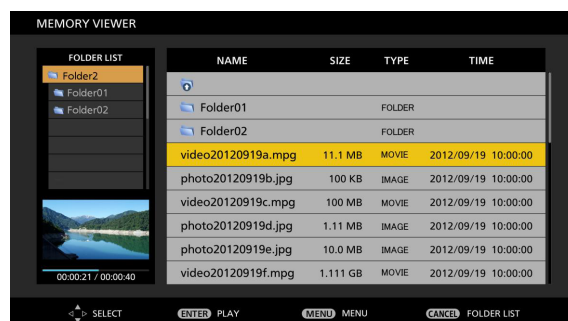 MEMORY VIEWER
FOLDER LIST
Folder2
Folder01
Folder02
00:00:21 / 00:00:40
NAME SIZE TYPE TIME
Folder01 FOLDER
Folder02 FOLDER
video20120919a.mpg 11.1 MB MOVIE 2012/09/19 10:00:00
photo20120919b.jpg 100 KB IMAGE 2012/09/19 10:00:00
video20120919c.mpg 100 MB MOVIE 2012/09/19 10:00:00
photo20120919d.jpg 1.11 MB IMAGE 2012/09/19 10:00:00
photo20120919e.jpg 10.0 MB IMAGE 2012/09/19 10:00:00
video20120919f.mpg 1.111 GB MOVIE 2012/09/19 10:00:00
SELECT ENTER PLAY MENU MENU CANCEL FOLDER LIST